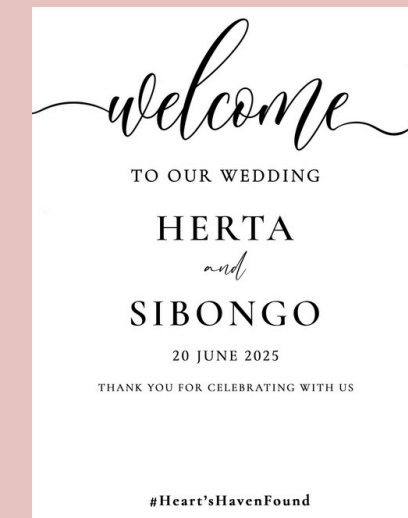 welcome
TO OUR WEDDING
HERTA
and
SIBONGO
20 JUNE 2025
THANK YOU FOR CELEBRATING WITH US
#Heart'sHavenFound